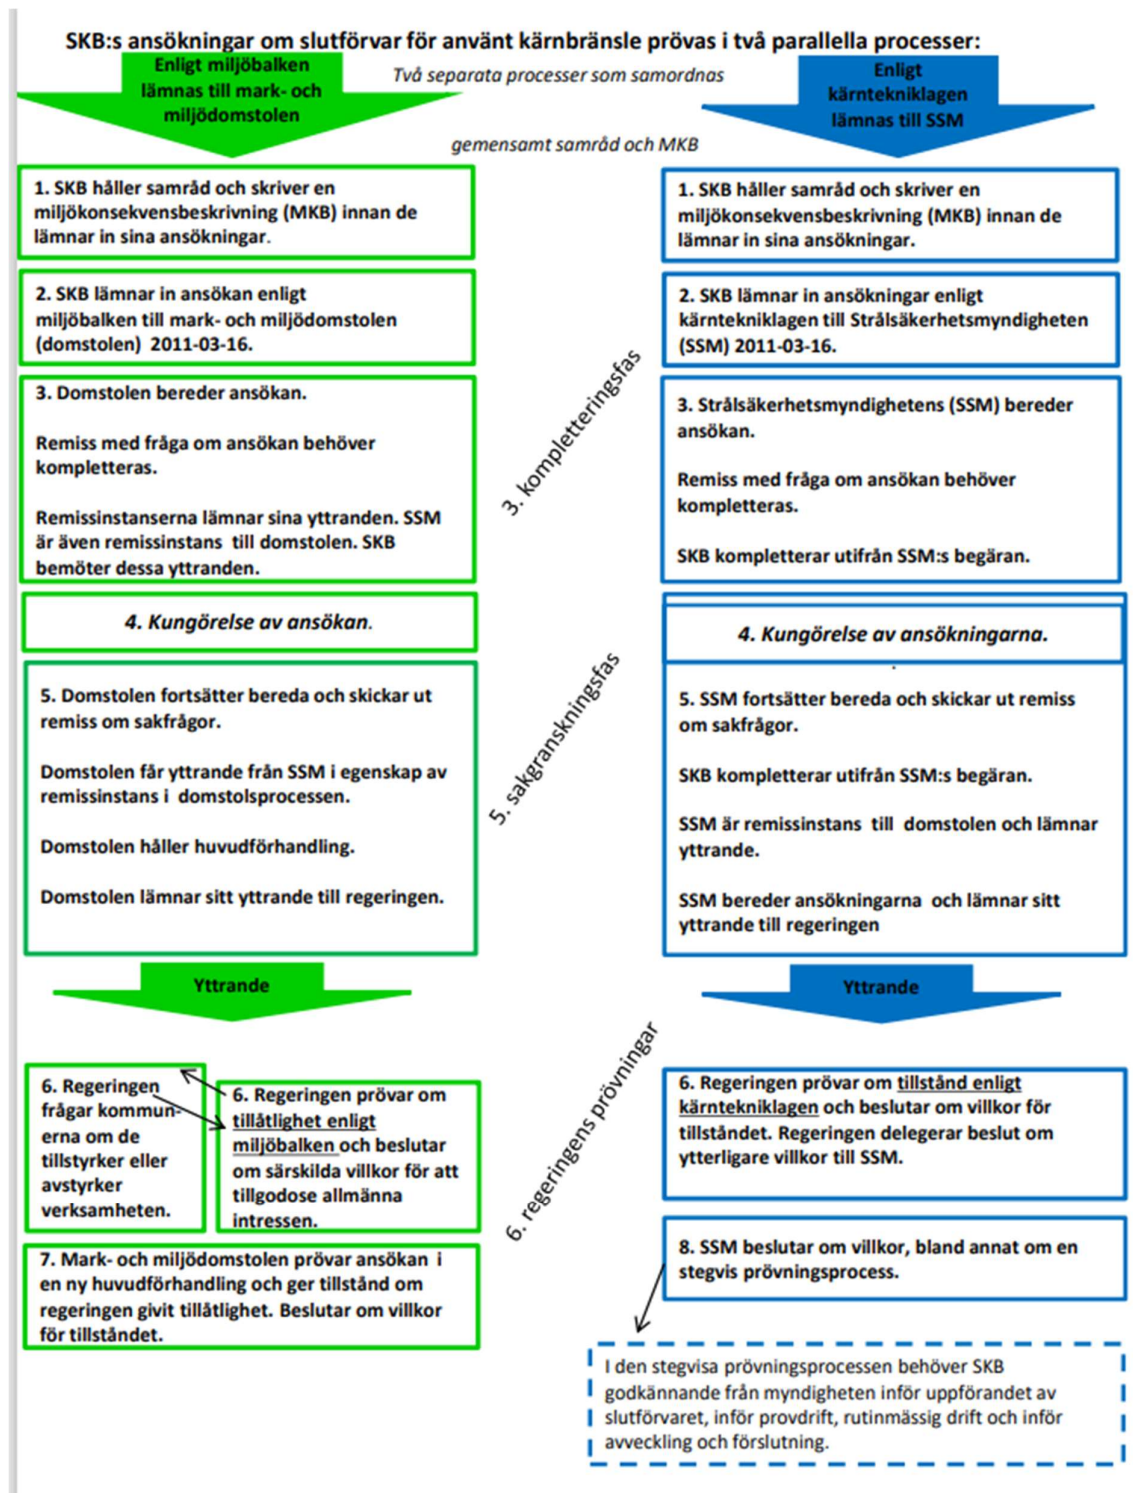 SKB:s ansökningar om slutförvar för använt kärnbränsle prövas i två parallella processer:
Enligt miljöbalken
lämnas till mark- och
miljödomstolen
Två separata processer som samordnas
Enligt
kärntekniklagen
lämnas till SSM
gemensamt samråd och MKB
1. SKB håller samråd och skriver en
miljökonsekvensbeskrivning (MKB) innan de
lämnar in sina ansökningar.
2. SKB lämnar in ansökan enligt
miljöbalken till mark- och miljödomstolen
(domstolen) 2011-03-16.
3. Domstolen bereder ansökan.
Remiss med fråga om ansökan behöver
kompletteras.
Remissinstanserna lämnar sina yttranden. SSM
är även remissinstans till domstolen. SKB
bemöter dessa yttranden.
4. Kungörelse av ansökan.
5. Domstolen fortsätter bereda och skickar ut
remiss om sakfrågor.
Domstolen får yttrande från SSM i egenskap av
remissinstans i domstolsprocessen.
Domstolen håller huvudförhandling.
Domstolen lämnar sitt yttrande till regeringen.
Yttrande
6. Regeringen
frågar kommun-
erna om de
tillstyrker eller
avstyrker
verksamheten.
6. Regeringen prövar om
tillåtlighet enligt
miljöbalken och beslutar
om särskilda villkor för att
tillgodose allmänna
intressen.
7. Mark- och miljödomstolen prövar ansökan i
en ny huvudförhandling och ger tillstånd om
regeringen givit tillåtlighet. Beslutar om villkor
för tillståndet.
3. kompletteringsfas
5. sakgranskningsfas
6. regeringens prövningar
1. SKB håller samråd och skriver en
miljökonsekvensbeskrivning (MKB) innan de
lämnar in sina ansökningar.
2. SKB lämnar in ansökningar enligt
kärntekniklagen till Strålsäkerhetsmyndigheten
(SSM) 2011-03-16.
3. Strålsäkerhetsmyndighetens (SSM) bereder
ansökan.
Remiss med fråga om ansökan behöver
kompletteras.
SKB kompletterar utifrån SSM:s begäran.
4. Kungörelse av ansökningarna.
5. SSM fortsätter bereda och skickar ut remiss
om sakfrågor.
SKB kompletterar utifrån SSM:s begäran.
SSM är remissinstans till domstolen och lämnar
yttrande.
SSM bereder ansökningarna och lämnar sitt
yttrande till regeringen
Yttrande
6. Regeringen prövar om tillstånd enligt
kärntekniklagen och beslutar om villkor för
tillståndet. Regeringen delegerar beslut om
ytterligare villkor till SSM.
8. SSM beslutar om villkor, bland annat om en
stegvis prövningsprocess.
I den stegvisa prövningsprocessen behöver SKB
godkännande från myndigheten inför uppförandet av
slutförvaret, inför provdrift, rutinmässig drift och inför
avveckling och förslutning.